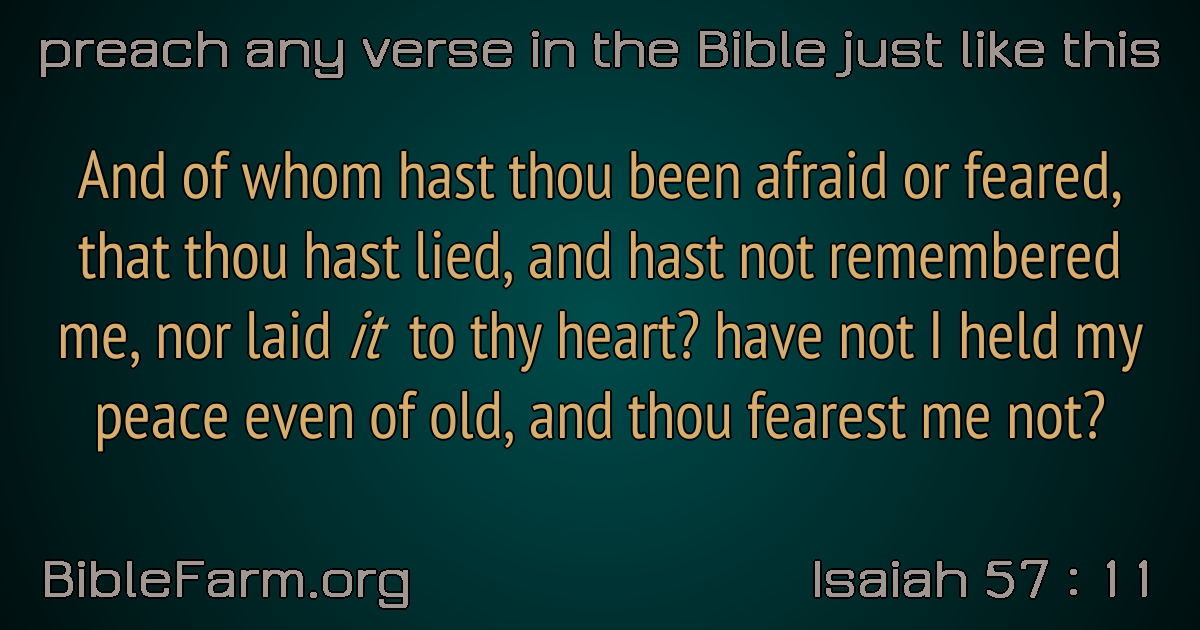 preach any verse in the Bible just like this
And of whom hast thou been afraid or feared,
that thou hast lied, and hast not remembered
me, nor laid it to thy heart? have not I held my
peace even of old, and thou fearest me not?
BibleFarm.org
Isaiah 57 : 11